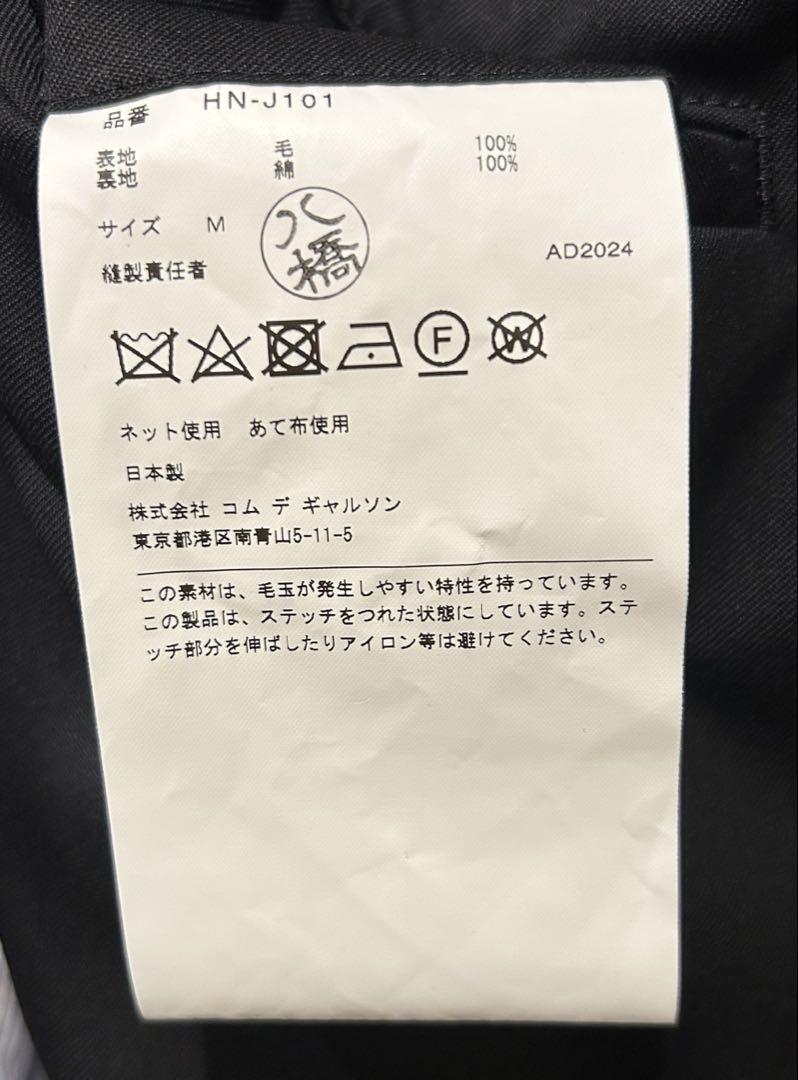 品番 HN-J101
表地 毛 100%
裏地 綿 100%
サイズ M
八橋
縫製責任者
AD2024
F W
ネット使用 あて布使用
日本製
株式会社 コム デ ギャルソン
東京都港区南青山5-11-5
この素材は、毛玉が発生しやすい特性を持っています。
この製品は、ステッチをつれた状態にしています。ステ
ッチ部分を伸ばしたりアイロン等は避けてください。